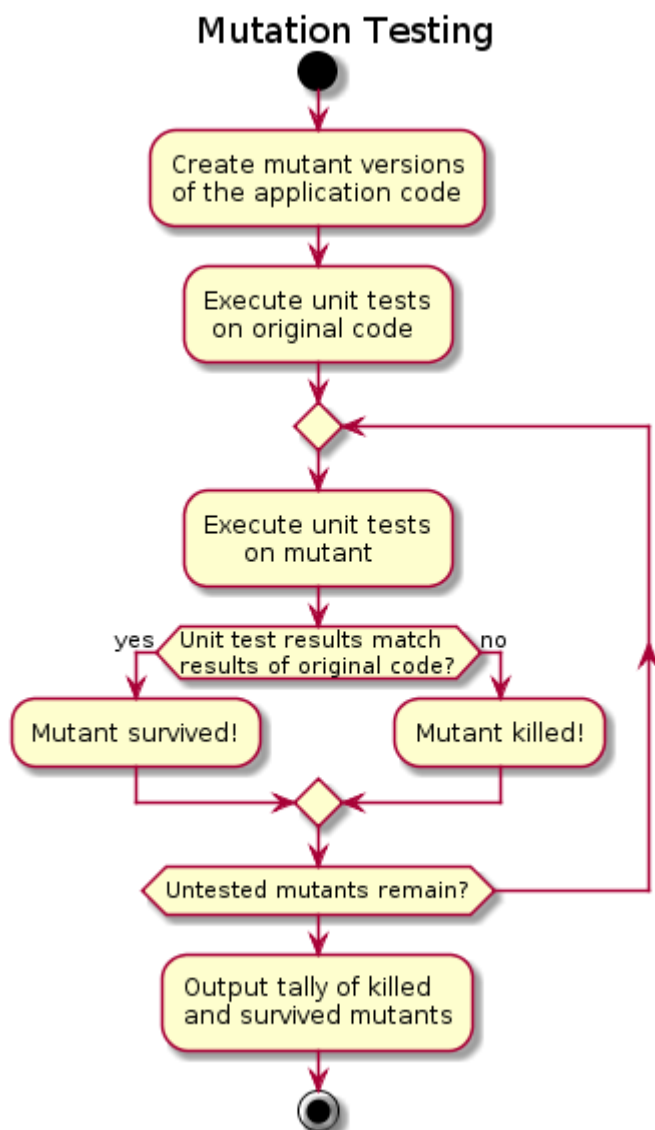 Mutation Testing
Create mutant versions
of the application code
Execute unit tests
on original code
Execute unit tests
on mutant
yes
Unit test results match
results of original code?
no
Mutant survived!
Mutant killed!
Untested mutants remain?
Output tally of killed
and survived mutants